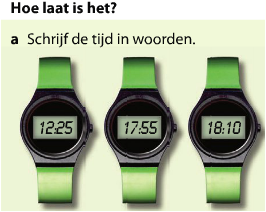 Hoe laat is het?
a Schrijf de tijd in woorden.
12:25 17:55 18:10